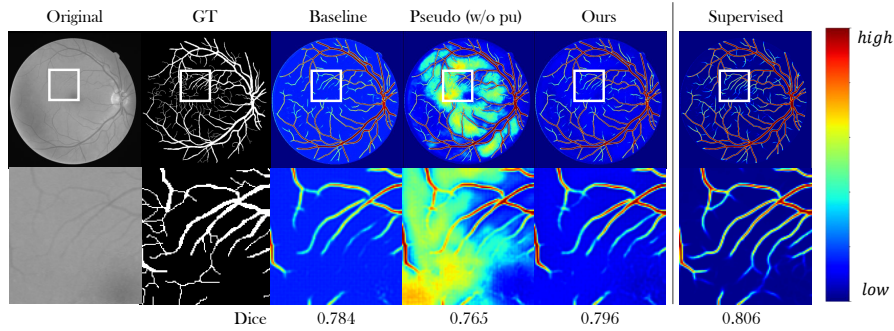 Original GT Baseline Pseudo (w/o pu) Ours Supervised
high
low
Dice 0.784 0.765 0.796 0.806